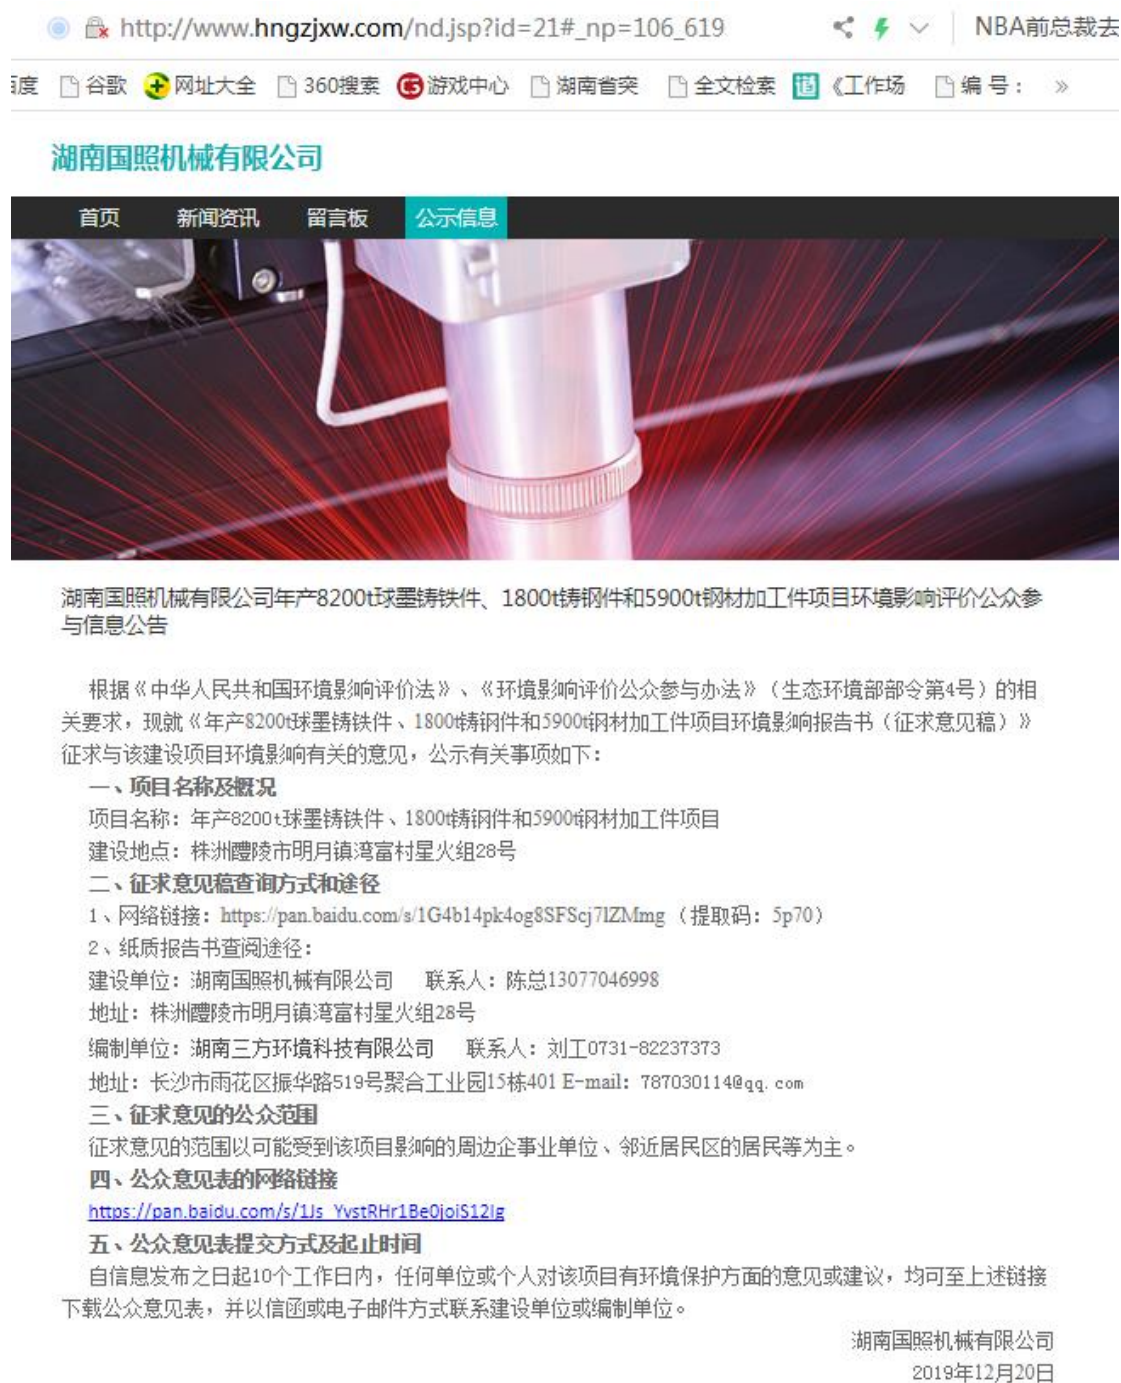 http://www.hngzjxw.com/nd.jsp?id=21#_np=106_619 NBA前总裁去
百度 谷歌 网址大全 360搜索 游戏中心 湖南省突 全文检索 《工作场 编 号： »
湖南国照机械有限公司
首页 新闻资讯 留言板 公示信息
湖南国照机械有限公司年产8200t球墨铸铁件、1800t铸钢件和5900t钢材加工件项目环境影响评价公众参
与信息公告
根据《中华人民共和国环境影响评价法》、《环境影响评价公众参与办法》（生态环境部部令第4号）的相
关要求，现就《年产8200t球墨铸铁件、1800t铸钢件和5900t钢材加工件项目环境影响报告书（征求意见稿）》
征求与该建设项目环境影响有关的意见，公示有关事项如下：
一、项目名称及概况
项目名称：年产8200t球墨铸铁件、1800t铸钢件和5900t钢材加工件项目
建设地点：株洲醴陵市明月镇湾富村星火组28号
二、征求意见稿查询方式和途径
1、网络链接：https://pan.baidu.com/s/1G4b14pk4og8SFScj7lZMmg （提取码：5p70）
2、纸质报告书查阅途径：
建设单位：湖南国照机械有限公司 联系人：陈总13077046998
地址：株洲醴陵市明月镇湾富村星火组28号
编制单位：湖南三方环境科技有限公司 联系人：刘工0731-82237373
地址：长沙市雨花区振华路519号聚合工业园15栋401 E-mail：787030114@qq.com
三、征求意见的公众范围
征求意见的范围以可能受到该项目影响的周边企事业单位、邻近居民区的居民等为主。
四、公众意见表的网络链接
https://pan.baidu.com/s/1Js_YvstRHr1Be0joiS12Ig
五、公众意见表提交方式及起止时间
自信息发布之日起10个工作日内，任何单位或个人对该项目有环境保护方面的意见或建议，均可至上述链接
下载公众意见表，并以信函或电子邮件方式联系建设单位或编制单位。
湖南国照机械有限公司
2019年12月20日